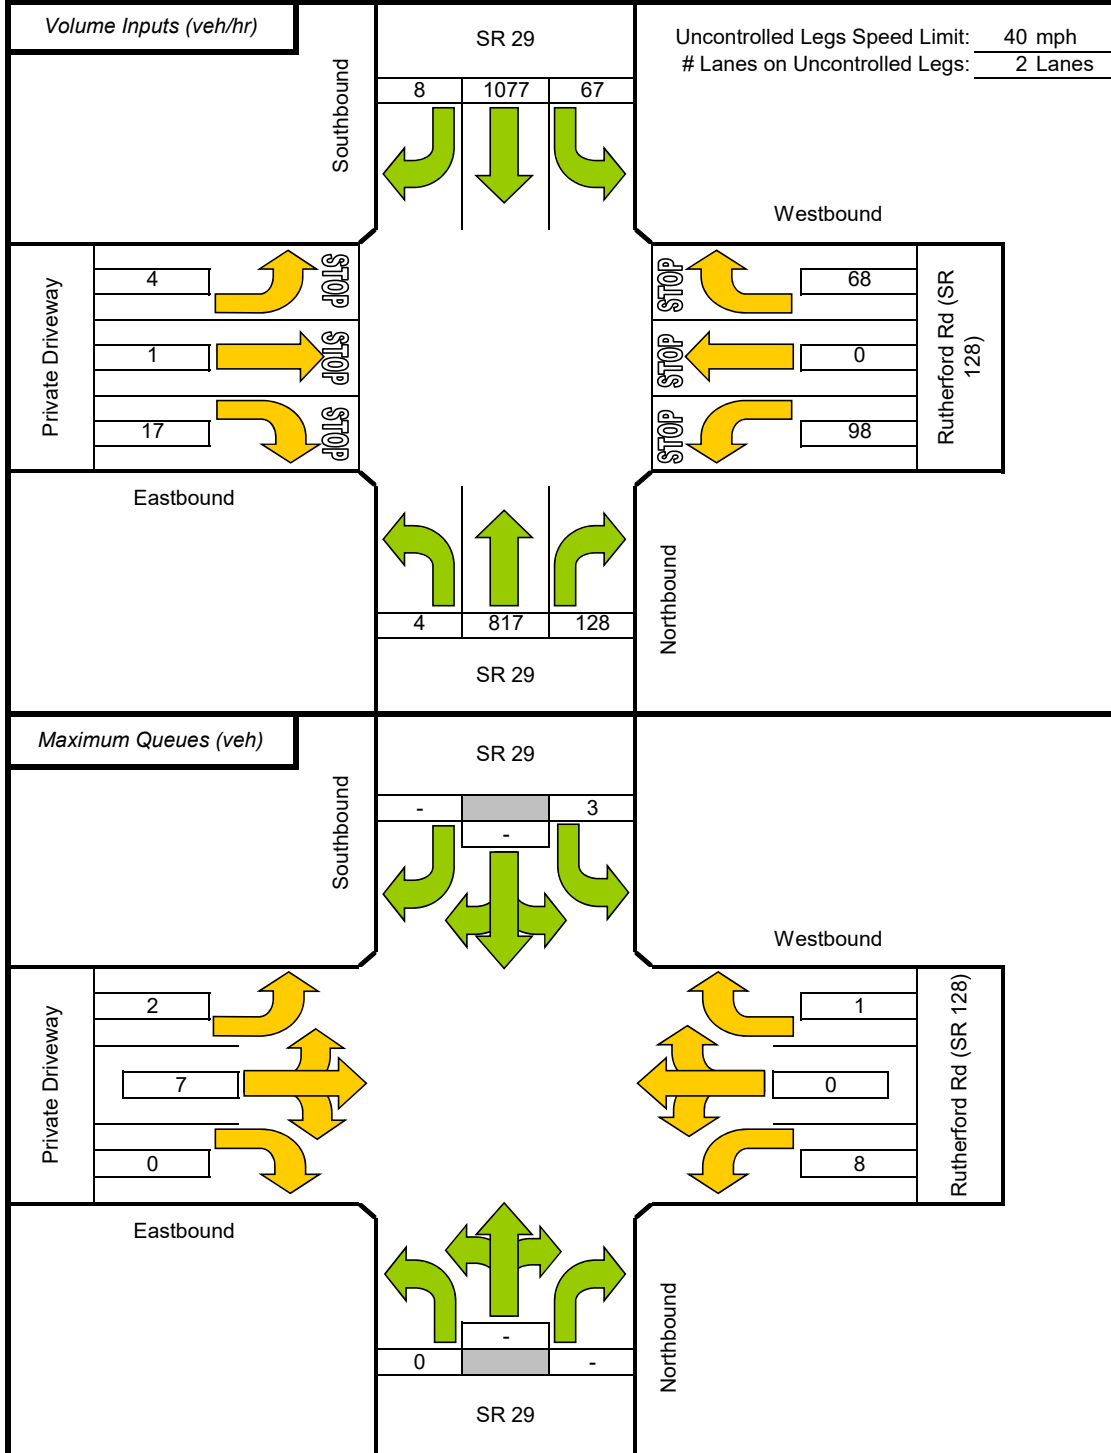 Volume Inputs (veh/hr)
SR 29
Uncontrolled Legs Speed Limit: 40 mph
# Lanes on Uncontrolled Legs: 2 Lanes
Southbound
8 1077 67
Westbound
Private Driveway
4
STOP
1
STOP
17
STOP
STOP
68
STOP
0
STOP
98
Rutherford Rd (SR
128)
Eastbound
Northbound
4 817 128
SR 29
Maximum Queues (veh)
SR 29
Southbound
- 3
-
Westbound
Private Driveway
2
7
0
1
0
8
Rutherford Rd (SR 128)
Eastbound
Northbound
-
0 -
SR 29